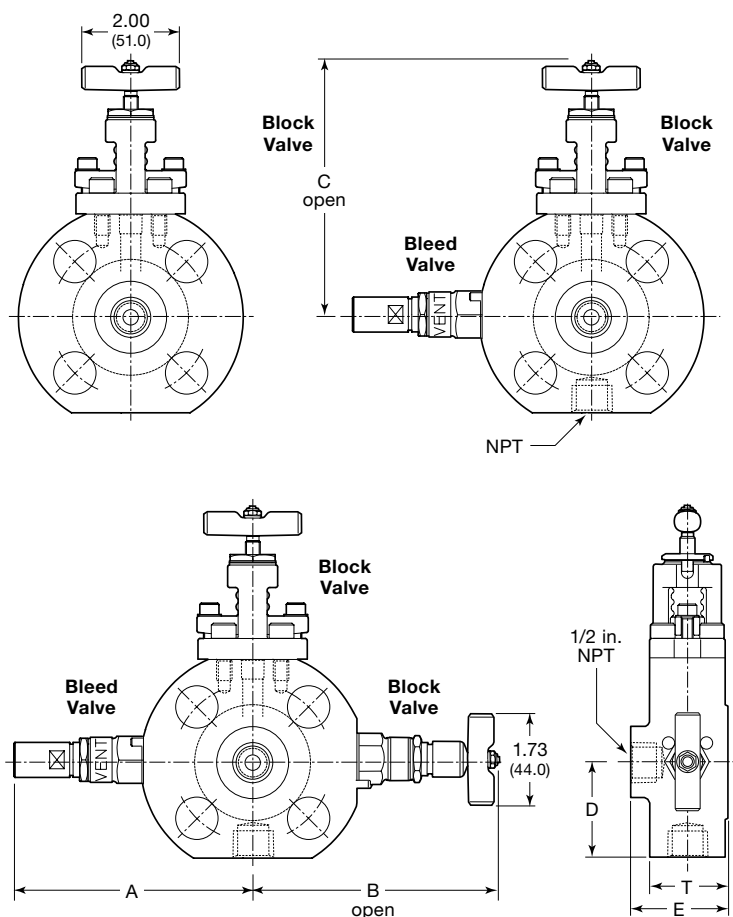 2.00
(51.0)
Block
Valve
C
open
Block
Valve
Bleed
Valve
VENT
NPT
Block
Valve
Bleed
Valve
VENT
Block
Valve
1.73
(44.0)
A
B
open
1/2 in.
NPT
D
T
E